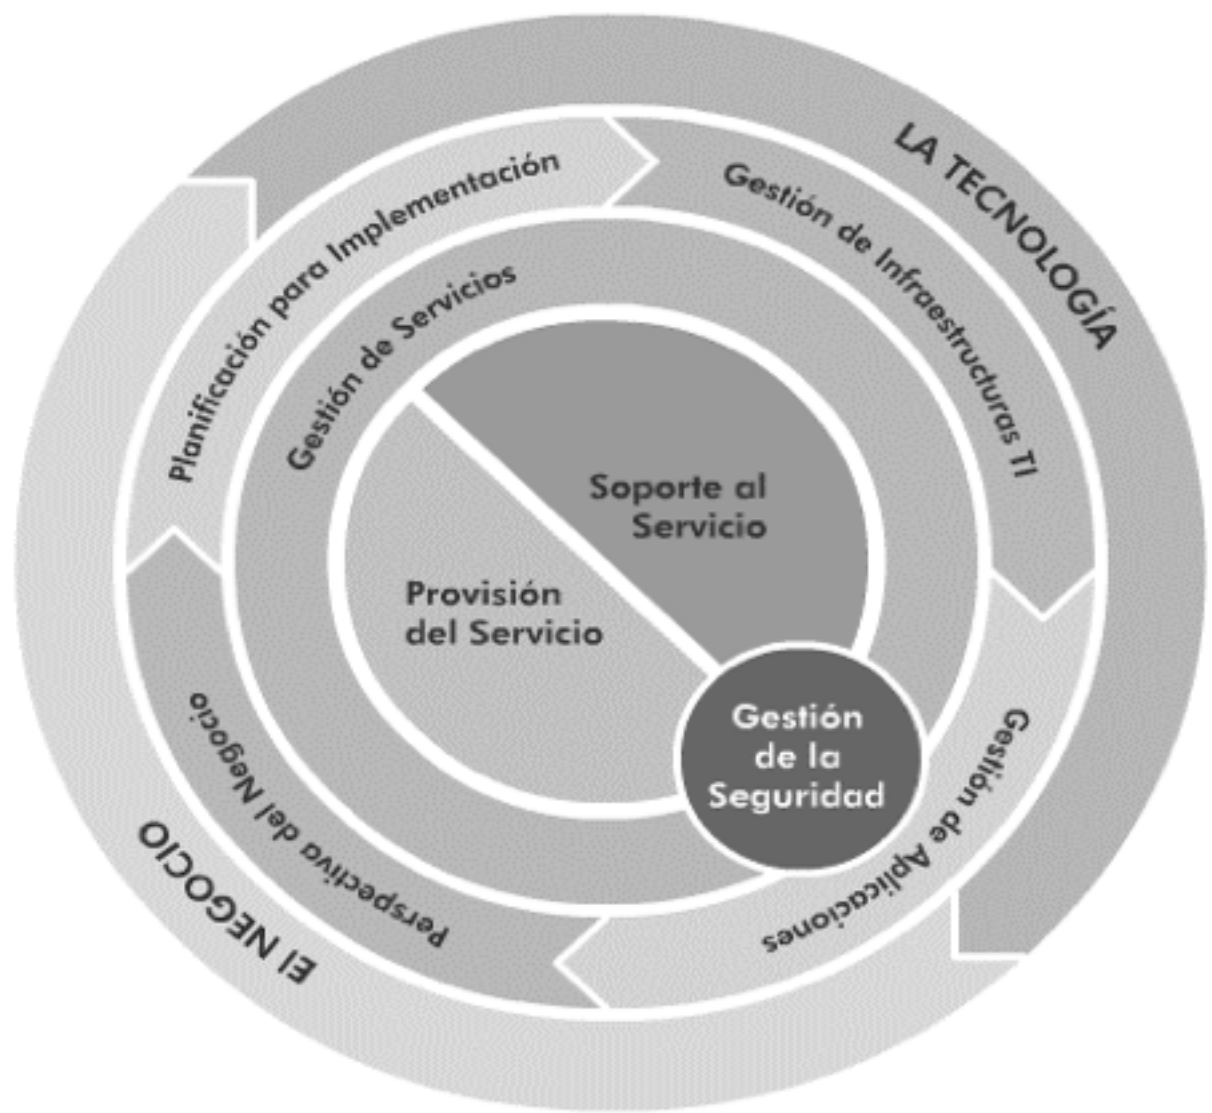 LA TECNOLOGÍA
Planificación para Implementación
Gestión de Infraestructuras TI
Gestión de Servicios
Soporte al
Servicio
Provisión
del Servicio
Gestión
de la
Seguridad
Gestión de Aplicaciones
Perspectiva del Negocio
El NEGOCIO